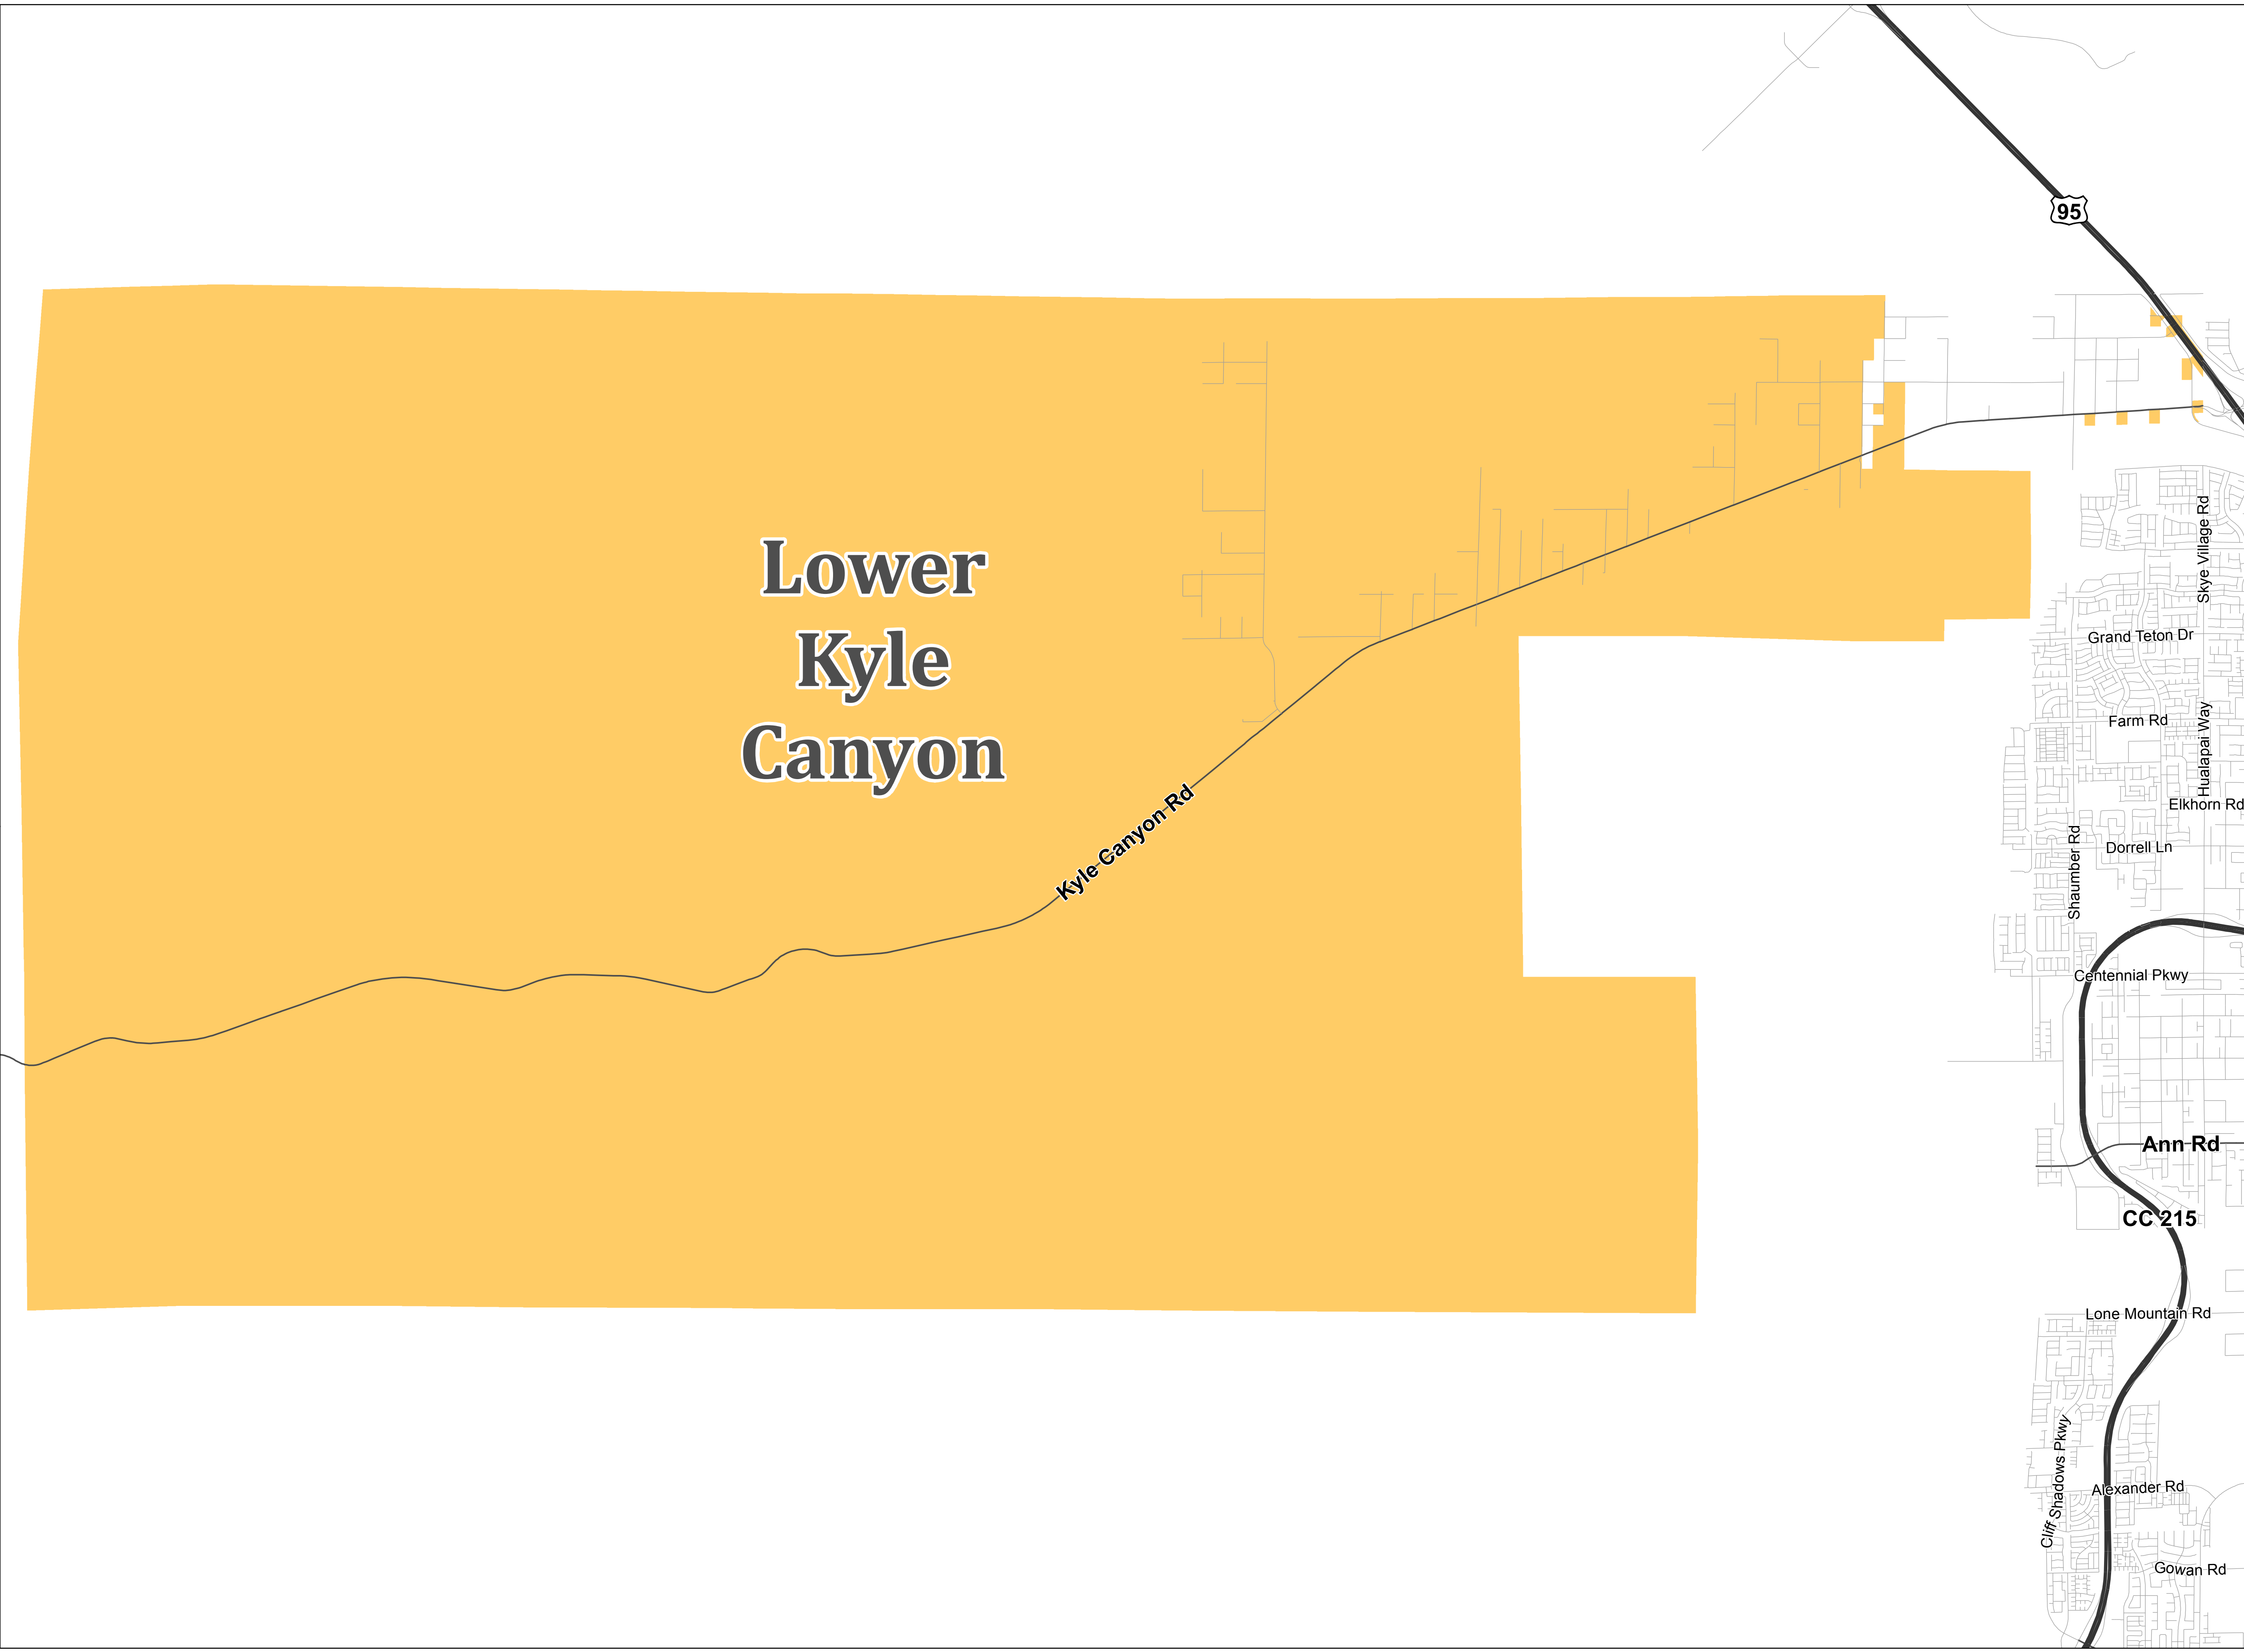 95
Lower
Kyle
Canyon
Kyle Canyon Rd
Skye Village Rd
Grand Teton Dr
Farm Rd
Hualapai Way
Elkhorn Rd
Dorrell Ln
Shaumber Rd
Centennial Pkwy
Ann Rd
CC 215
Lone Mountain Rd
Cliff Shadows Pkwy
Alexander Rd
Gowan Rd